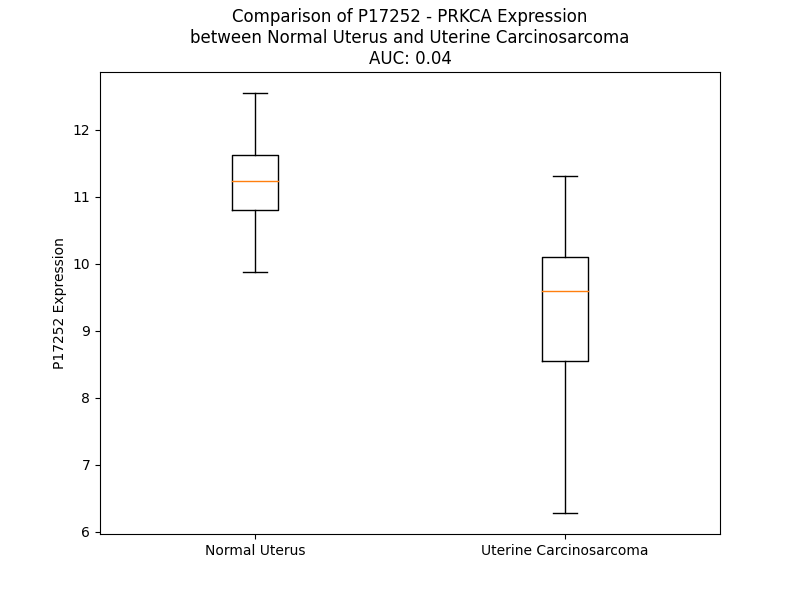 Comparison of P17252 - PRKCA Expression
between Normal Uterus and Uterine Carcinosarcoma
AUC: 0.04
12
11
10
9
8
7
6
P17252 Expression
Normal Uterus
Uterine Carcinosarcoma